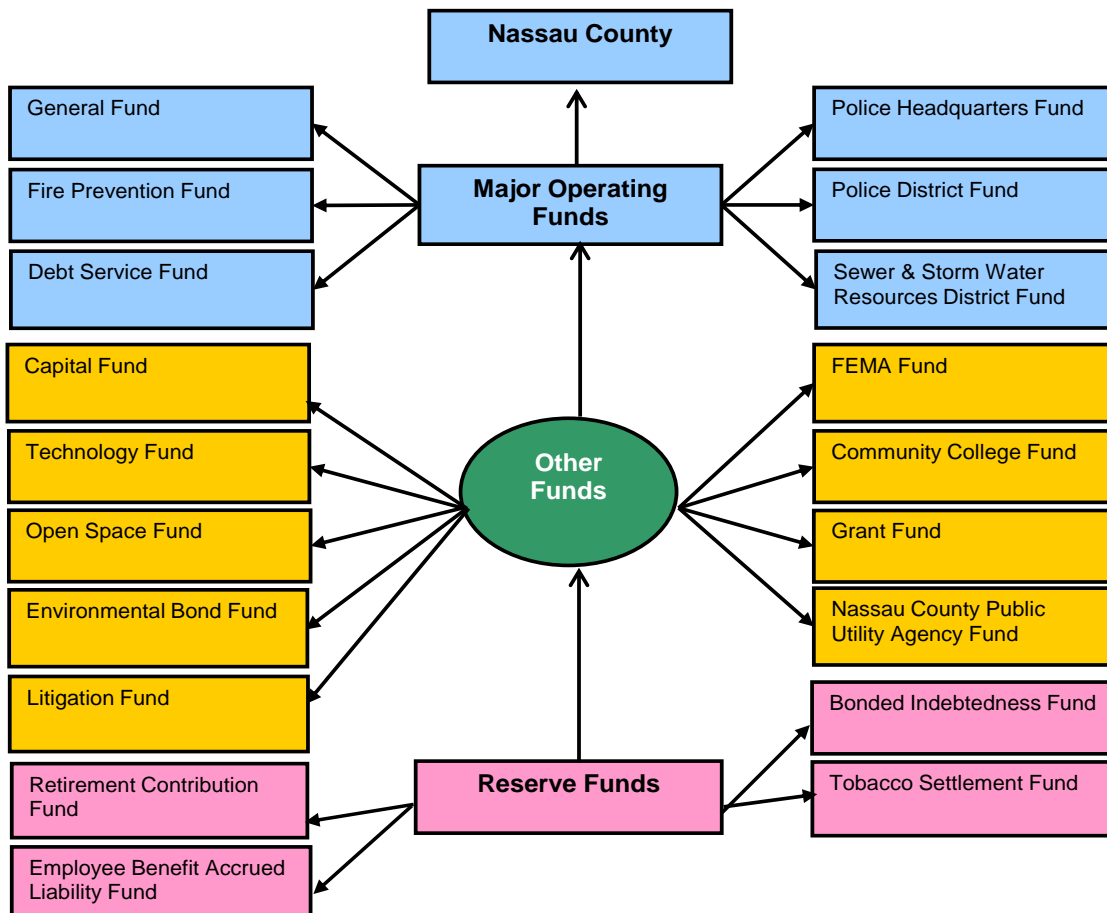 Nassau County
General Fund
Police Headquarters Fund
Major Operating
Funds
Fire Prevention Fund
Police District Fund
Debt Service Fund
Sewer & Storm Water
Resources District Fund
Capital Fund
FEMA Fund
Other
Funds
Technology Fund
Community College Fund
Open Space Fund
Grant Fund
Environmental Bond Fund
Nassau County Public
Utility Agency Fund
Litigation Fund
Bonded Indebtedness Fund
Reserve Funds
Retirement Contribution
Fund
Tobacco Settlement Fund
Employee Benefit Accrued
Liability Fund